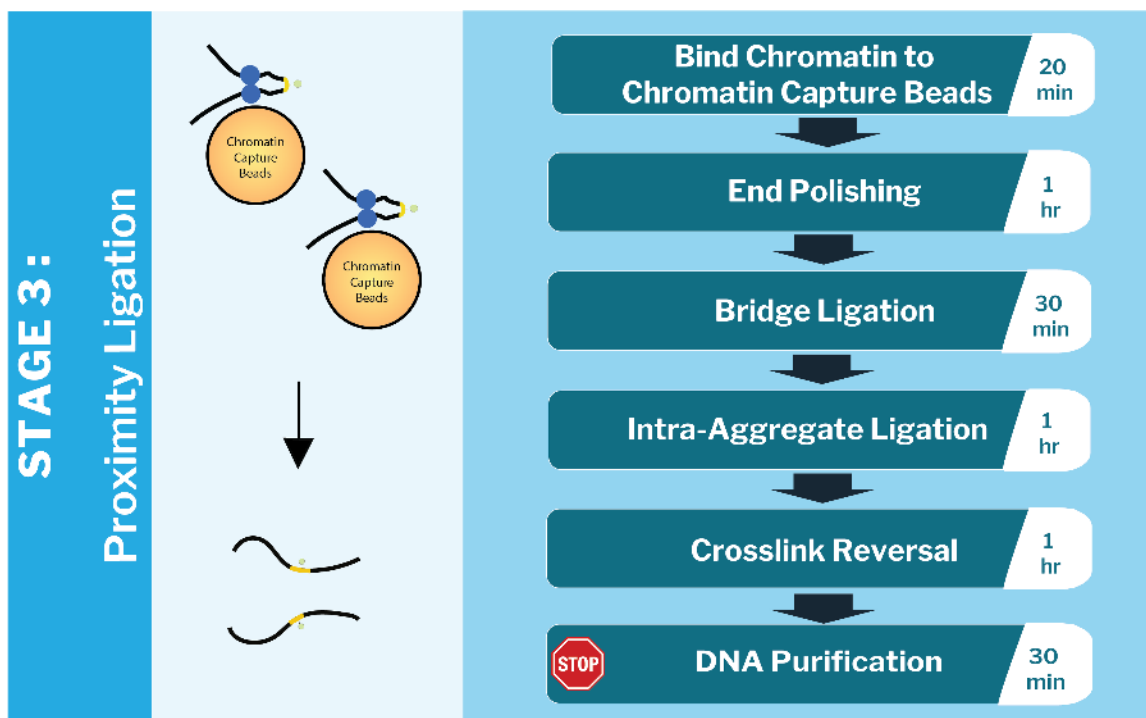 STAGE 3:
Proximity Ligation
Chromatin
Capture
Beads
Chromatin
Capture
Beads
Bind Chromatin to
Chromatin Capture Beads
20
min
End Polishing
1
hr
Bridge Ligation
30
min
Intra-Aggregate Ligation
1
hr
Crosslink Reversal
1
hr
STOP
DNA Purification
30
min